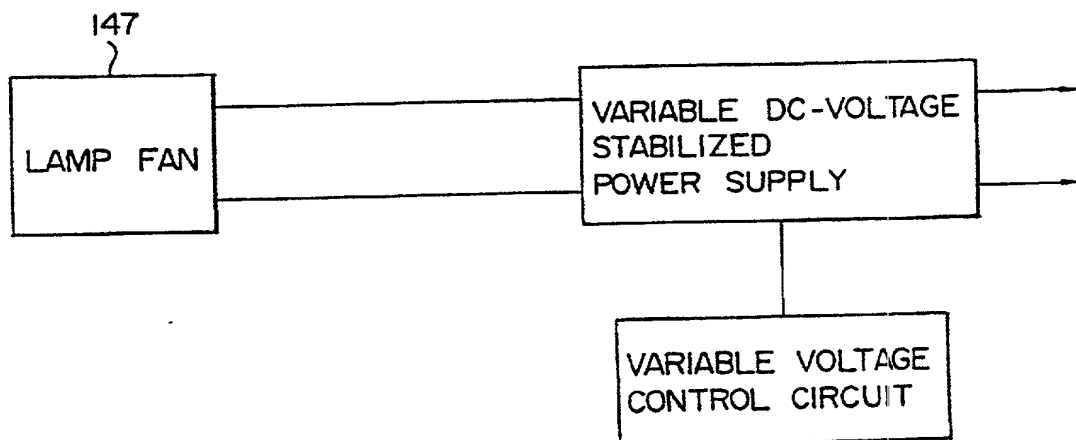 147
LAMP FAN
VARIABLE DC-VOLTAGE
STABILIZED
POWER SUPPLY
VARIABLE VOLTAGE
CONTROL CIRCUIT